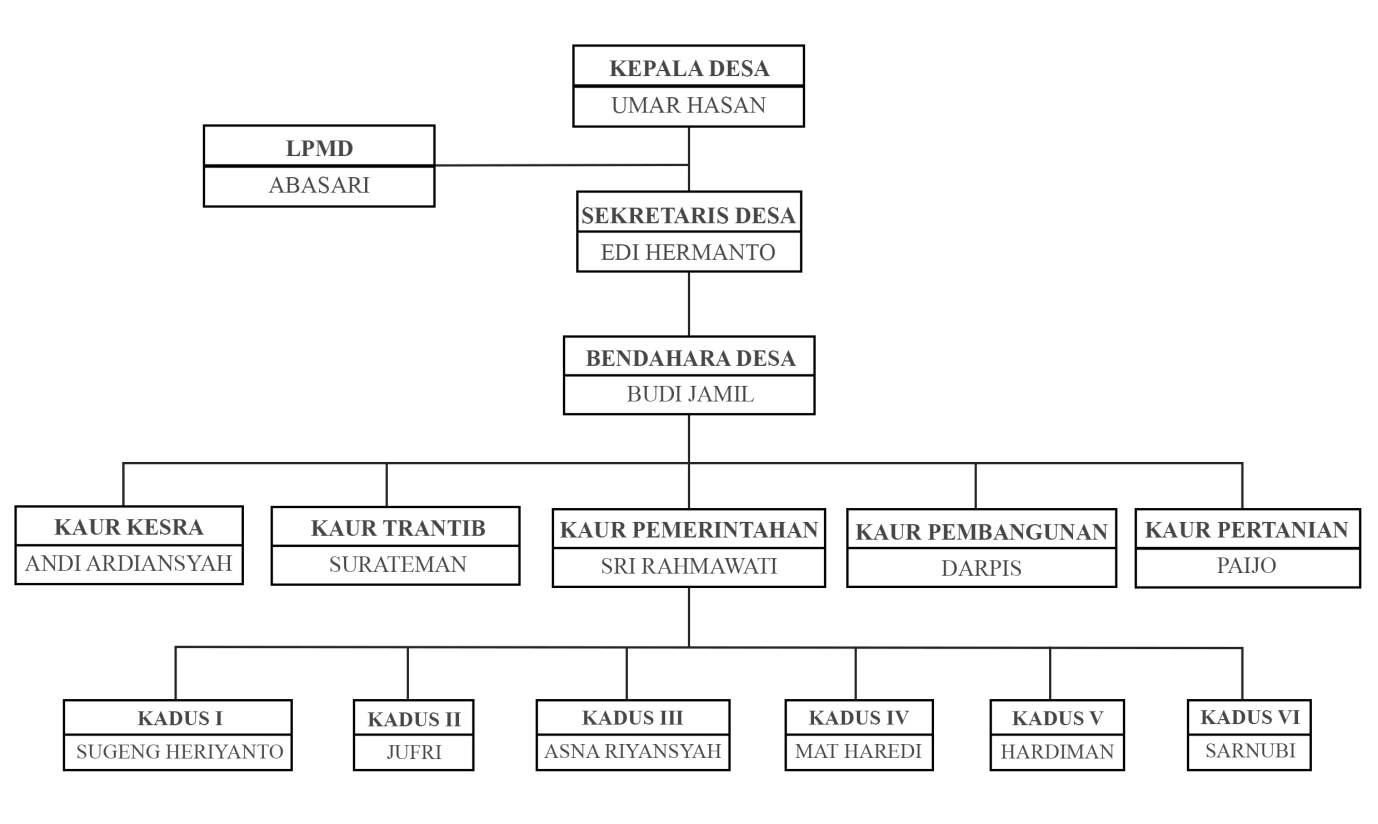 KEPALA DESA
UMAR HASAN
LPMD
ABASARI
SEKRETARIS DESA
EDI HERMANTO
BENDAHARA DESA
BUDI JAMIL
KAUR KESRA
ANDI ARDIANSYAH
KAUR TRANTIB
SURATEMAN
KAUR PEMERINTAHAN
SRI RAHMAWATI
KAUR PEMBANGUNAN
DARPIS
KAUR PERTANIAN
PAIJO
KADUS I
SUGENG HERIYANTO
KADUS II
JUFRI
KADUS III
ASNA RIYANSYAH
KADUS IV
MAT HAREDI
KADUS V
HARDIMAN
KADUS VI
SARNUBI